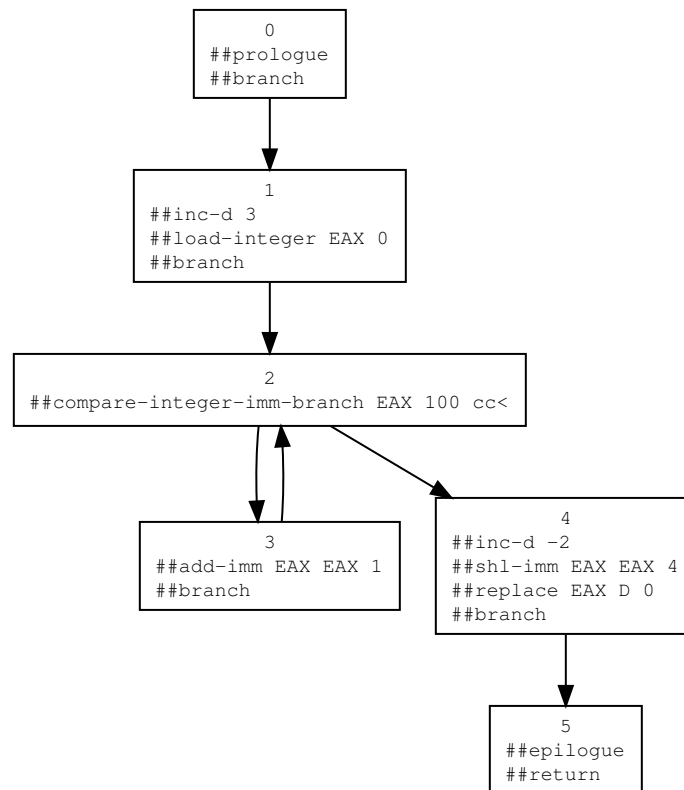 0
##prologue
##branch
1
##inc-d 3
##load-integer EAX 0
##branch
2
##compare-integer-imm-branch EAX 100 cc<
3
##add-imm EAX EAX 1
##branch
4
##inc-d -2
##shl-imm EAX EAX 4
##replace EAX D 0
##branch
5
##epilogue
##return